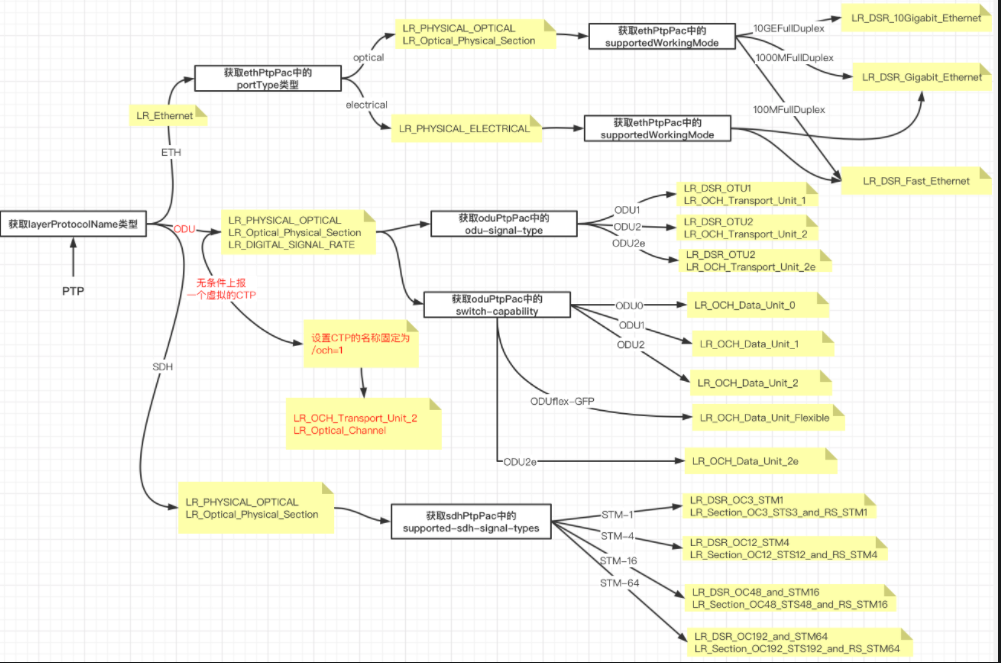 PTP
获取layerProtocolName类型
ETH
LR_Ethernet
获取ethPtpPac中的
portType类型
optical
LR_PHYSICAL_OPTICAL
LR_Optical_Physical_Section
获取ethPtpPac中的
supportedWorkingMode
10GEFullDuplex
LR_DSR_10Gigabit_Ethernet
1000MFullDuplex
LR_DSR_Gigabit_Ethernet
100MFullDuplex
LR_DSR_Fast_Ethernet
electrical
LR_PHYSICAL_ELECTRICAL
获取ethPtpPac中的
supportedWorkingMode
ODU
LR_PHYSICAL_OPTICAL
LR_Optical_Physical_Section
LR_DIGITAL_SIGNAL_RATE
获取oduPtpPac中的
odu-signal-type
ODU1
LR_DSR_OTU1
LR_OCH_Transport_Unit_1
ODU2
LR_DSR_OTU2
LR_OCH_Transport_Unit_2
ODU2e
LR_DSR_OTU2
LR_OCH_Transport_Unit_2e
获取oduPtpPac中的
switch-capability
ODU0
LR_OCH_Data_Unit_0
ODU1
LR_OCH_Data_Unit_1
ODU2
LR_OCH_Data_Unit_2
ODUflex-GFP
LR_OCH_Data_Unit_Flexible
ODU2e
LR_OCH_Data_Unit_2e
无条件上报
一个虚拟的CTP
设置CTP的名称固定为
/och=1
LR_OCH_Transport_Unit_2
LR_Optical_Channel
SDH
LR_PHYSICAL_OPTICAL
LR_Optical_Physical_Section
获取sdhPtpPac中的
supported-sdh-signal-types
STM-1
LR_DSR_OC3_STM1
LR_Section_OC3_STS3_and_RS_STM1
STM-4
LR_DSR_OC12_STM4
LR_Section_OC12_STS12_and_RS_STM4
STM-16
LR_DSR_OC48_and_STM16
LR_Section_OC48_STS48_and_RS_STM16
STM-64
LR_DSR_OC192_and_STM64
LR_Section_OC192_STS192_and_RS_STM64